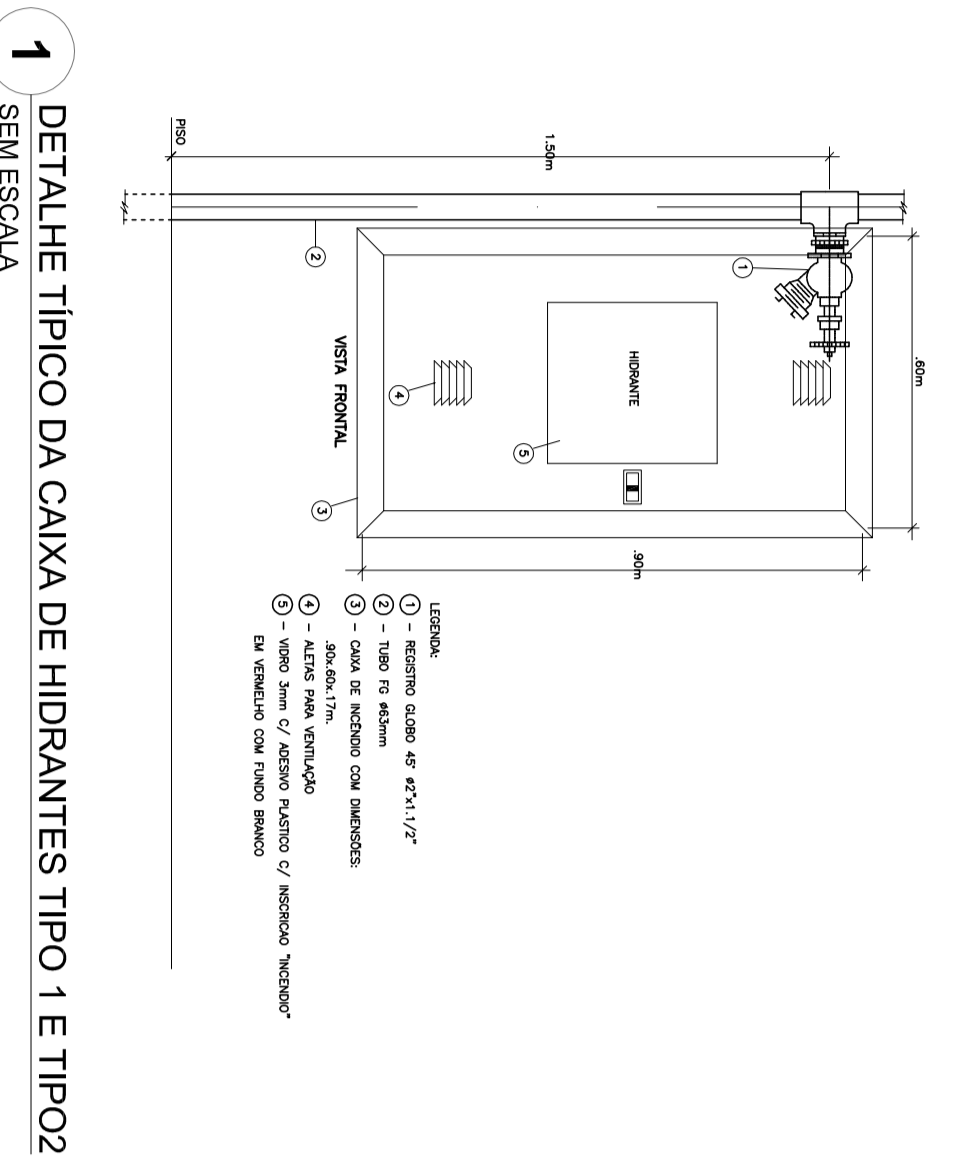 .60m
1.50m
PISO
1
2
HIDRANTE
4
5
VISTA FRONTAL
3
.90m
LEGENDA:
1 - REGISTRO GLOBO 45° ø2"x1.1/2"
2 - TUBO FG ø63mm
3 - CAIXA DE INCÊNDIO COM DIMENSÕES:
.90x.60x.17m.
4 - ALETAS PARA VENTILAÇÃO
5 - VIDRO 3mm C/ ADESIVO PLASTICO C/ INSCRICAO "INCENDIO"
EM VERMELHO COM FUNDO BRANCO
1
DETALHE TÍPICO DA CAIXA DE HIDRANTES TIPO 1 E TIPO2
SEM ESCALA